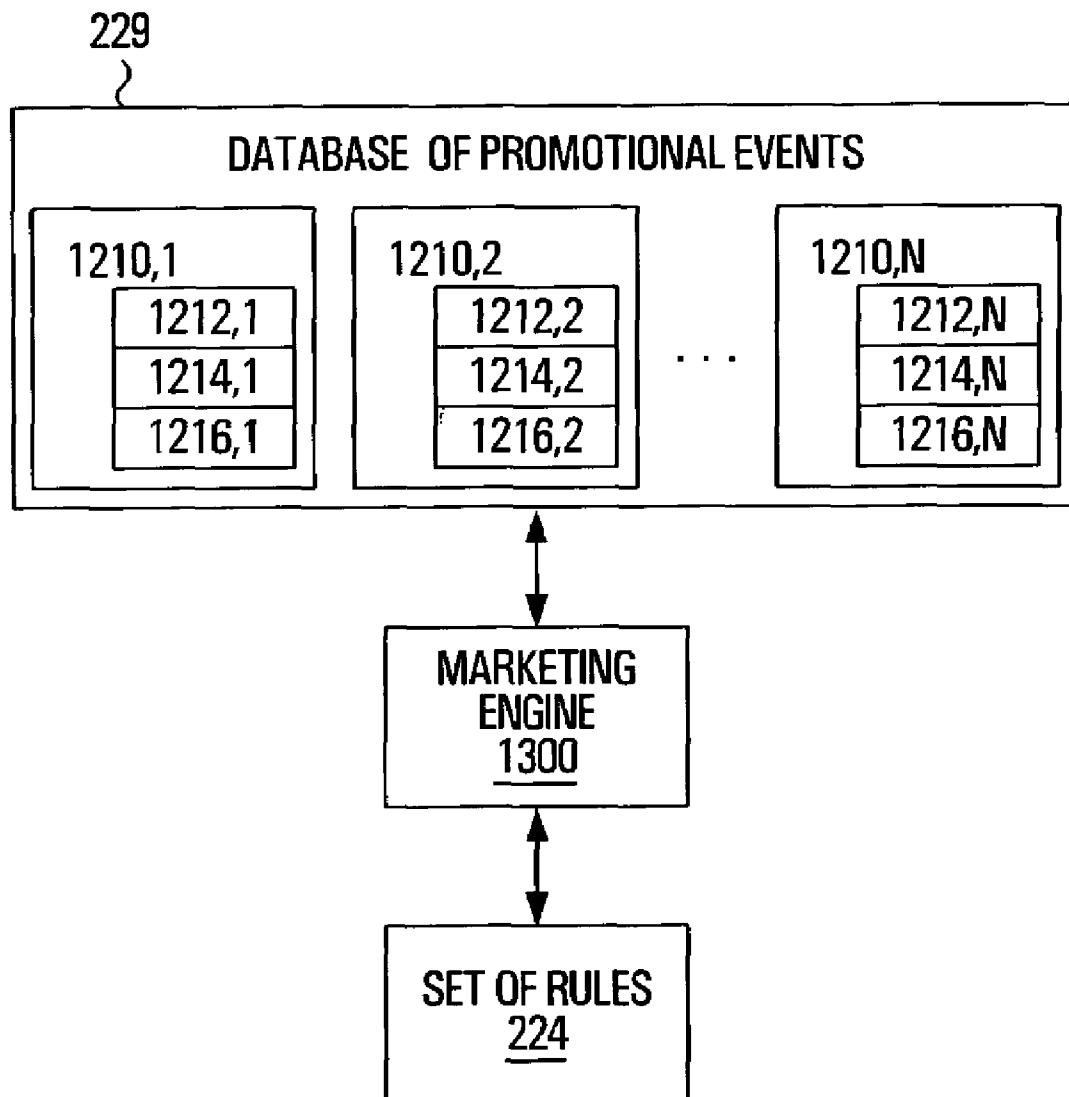 229
DATABASE OF PROMOTIONAL EVENTS
1210,1
1212,1
1214,1
1216,1
1210,2
1212,2
1214,2
1216,2
. . .
1210,N
1212,N
1214,N
1216,N
MARKETING
ENGINE
1300
SET OF RULES
224